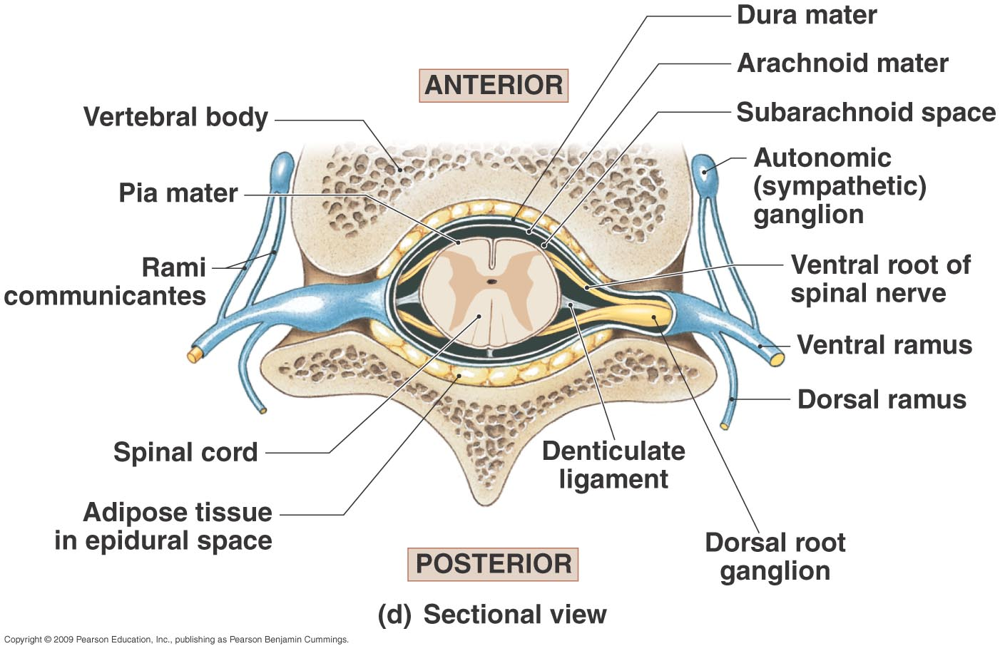 Dura mater
Arachnoid mater
ANTERIOR
Subarachnoid space
Vertebral body
Autonomic
(sympathetic)
ganglion
Pia mater
Rami
communicantes
Ventral root of
spinal nerve
Ventral ramus
Dorsal ramus
Spinal cord
Denticulate
ligament
Adipose tissue
in epidural space
Dorsal root
ganglion
POSTERIOR
(d) Sectional view
Copyright © 2009 Pearson Education, Inc., publishing as Pearson Benjamin Cummings.